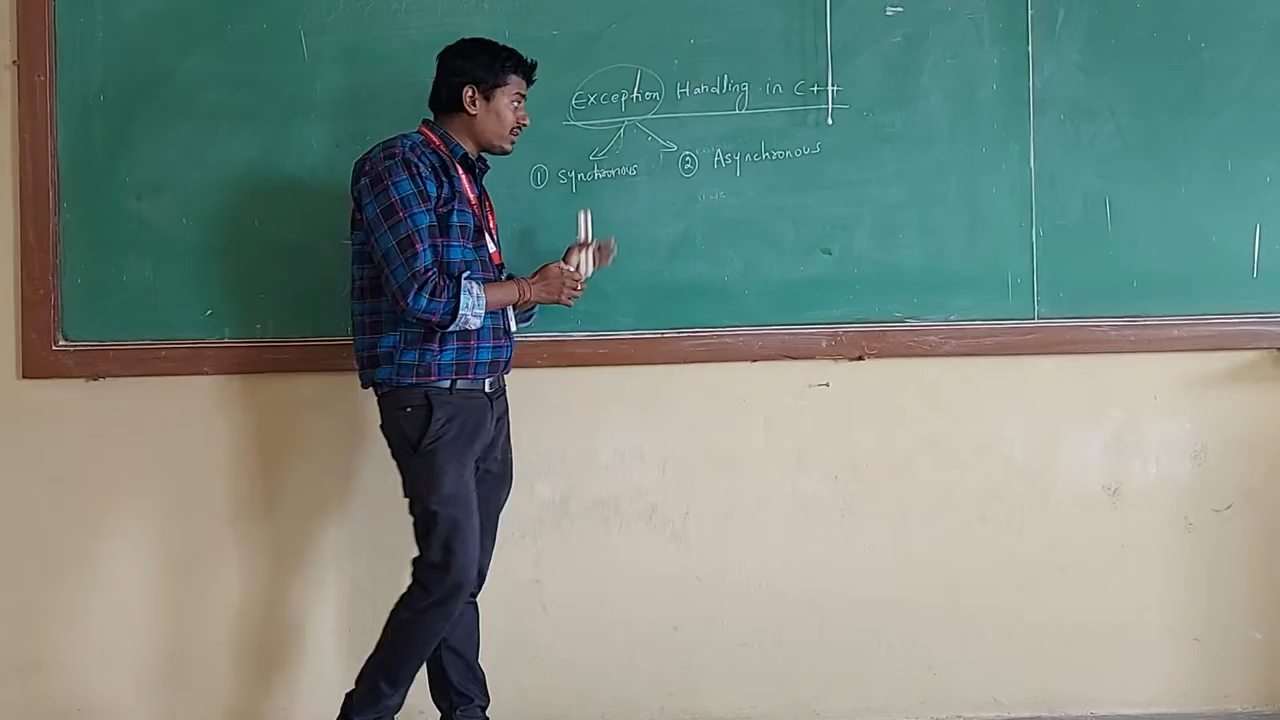 Exception Handling in C++
① Synchronous ② Asynchronous